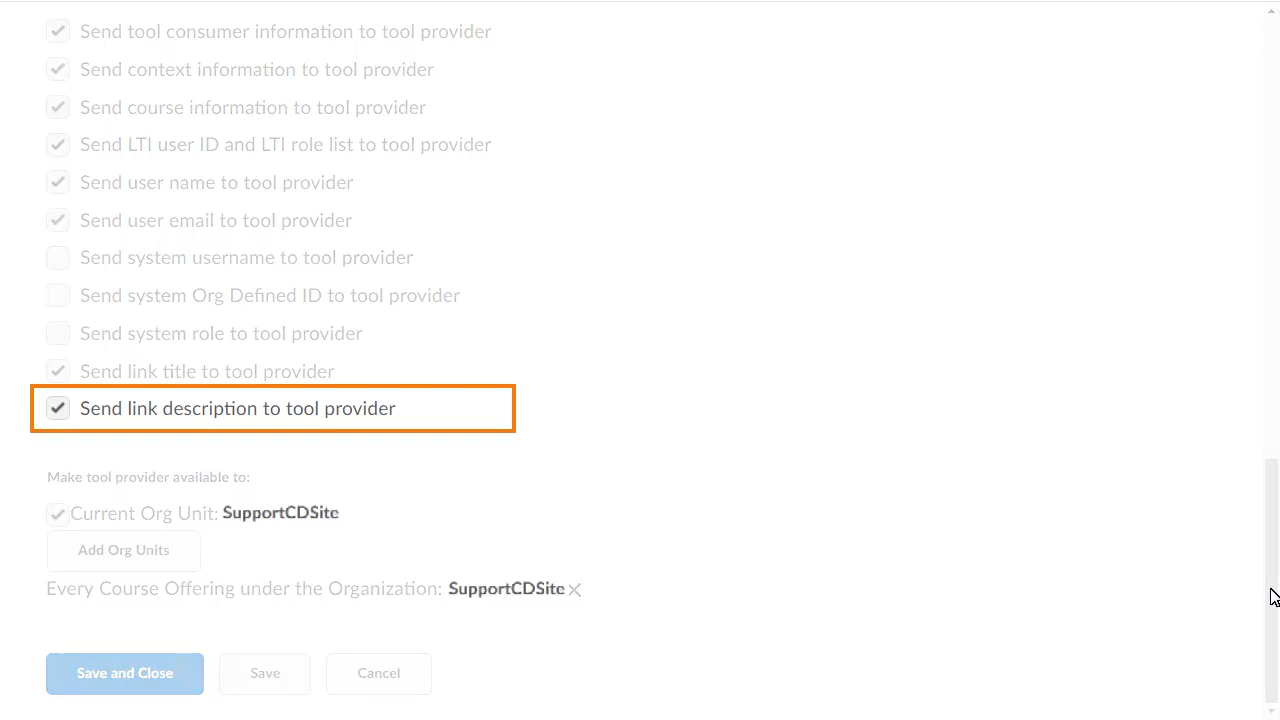 Send tool consumer information to tool provider
Send context information to tool provider
Send course information to tool provider
Send LTI user ID and LTI role list to tool provider
Send user name to tool provider
Send user email to tool provider
Send system username to tool provider
Send system Org Defined ID to tool provider
Send system role to tool provider
Send link title to tool provider
Send link description to tool provider
Make tool provider available to:
Current Org Unit: SupportCDSite
Add Org Units
Every Course Offering under the Organization: SupportCDSite
Save and Close Save Cancel